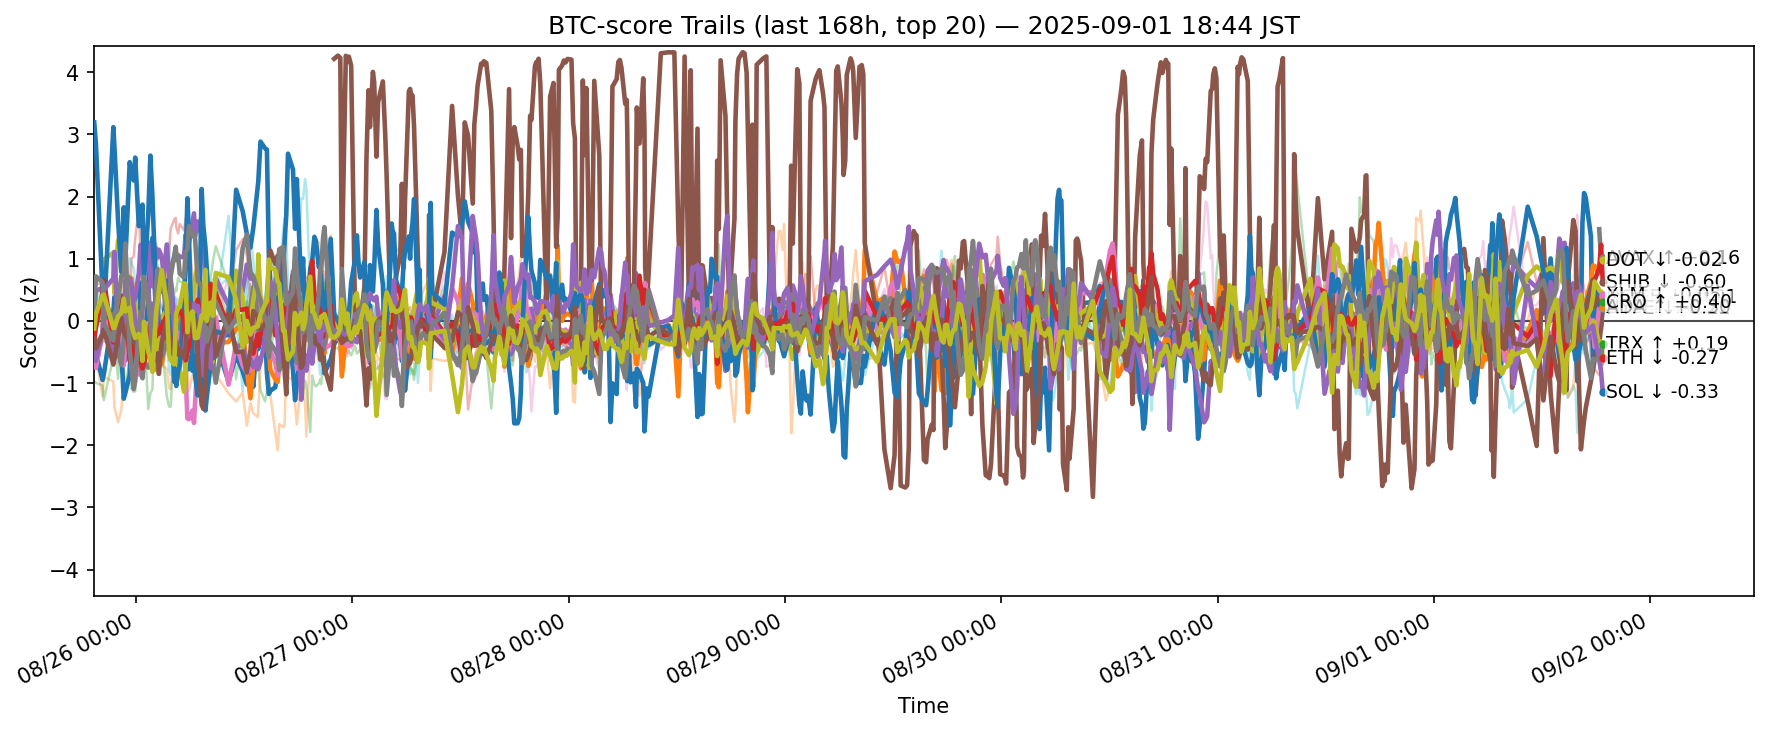 BTC-score Trails (last 168h, top 20) — 2025-09-01 18:44 JST
Score (z)
4
3
2
1
0
−1
−2
−3
−4
DOT ↓ -0.02
SHIB ↓ -0.60
CRO ↑ +0.40
TRX ↑ +0.19
ETH ↓ -0.27
SOL ↓ -0.33
08/26 00:00
08/27 00:00
08/28 00:00
08/29 00:00
08/30 00:00
08/31 00:00
09/01 00:00
09/02 00:00
Time